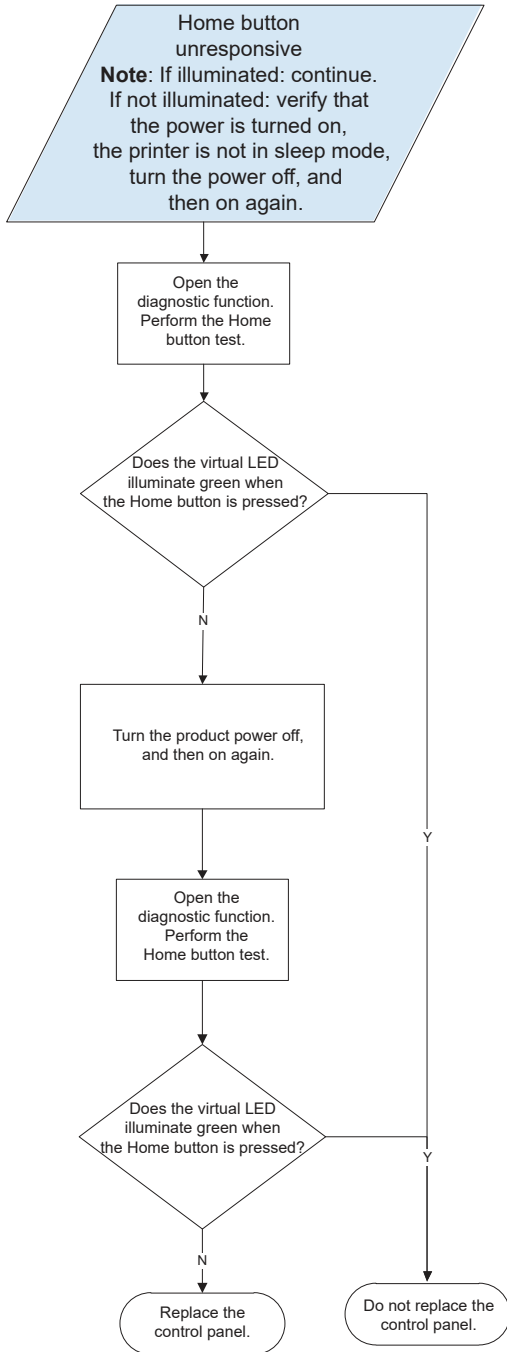 Home button
unresponsive
Note: If illuminated: continue.
If not illuminated: verify that
the power is turned on,
the printer is not in sleep mode,
turn the power off, and
then on again.
Open the
diagnostic function.
Perform the Home
button test.
Does the virtual LED
illuminate green when
the Home button is pressed?
N
Turn the product power off,
and then on again.
Y
Open the
diagnostic function.
Perform the
Home button test.
Does the virtual LED
illuminate green when
the Home button is pressed?
Y
N
Replace the
control panel.
Do not replace the
control panel.